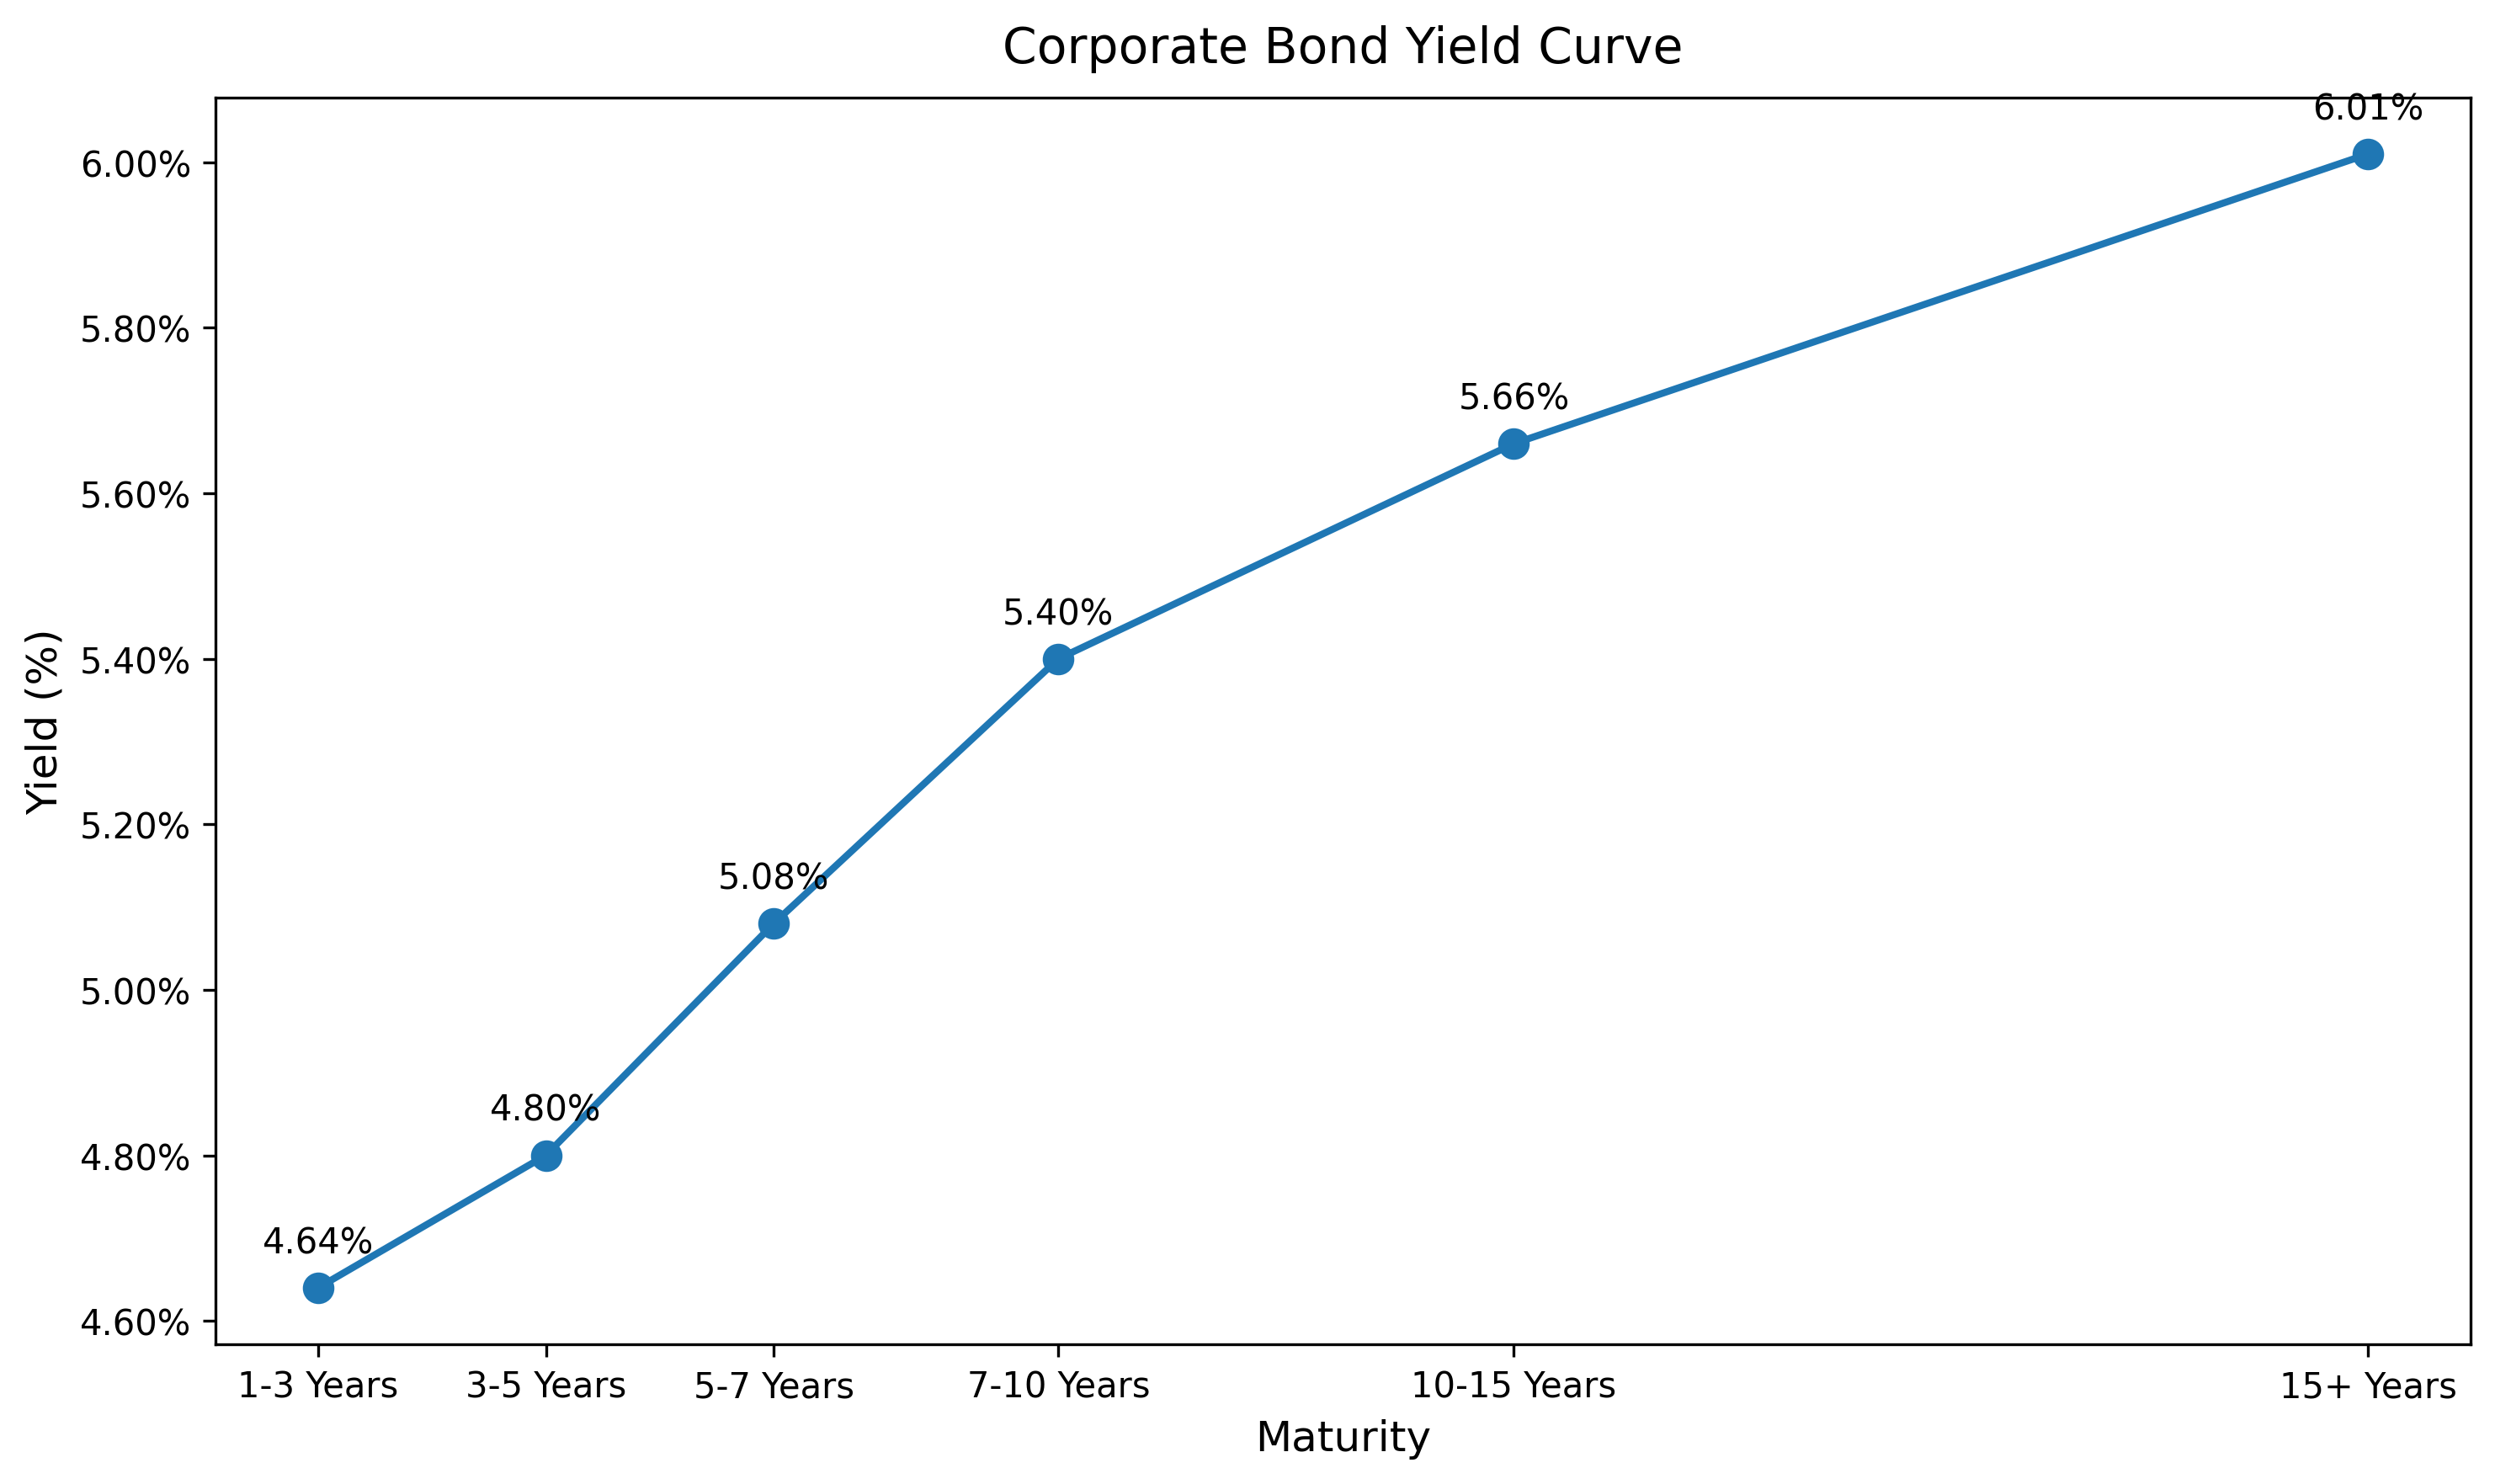 Corporate Bond Yield Curve
6.01%
6.00%
5.80%
5.66%
5.60%
5.40%
5.40%
5.20%
5.08%
5.00%
4.80%
4.80%
4.64%
4.60%
Yield (%)
1-3 Years
3-5 Years
5-7 Years
7-10 Years
10-15 Years
15+ Years
Maturity